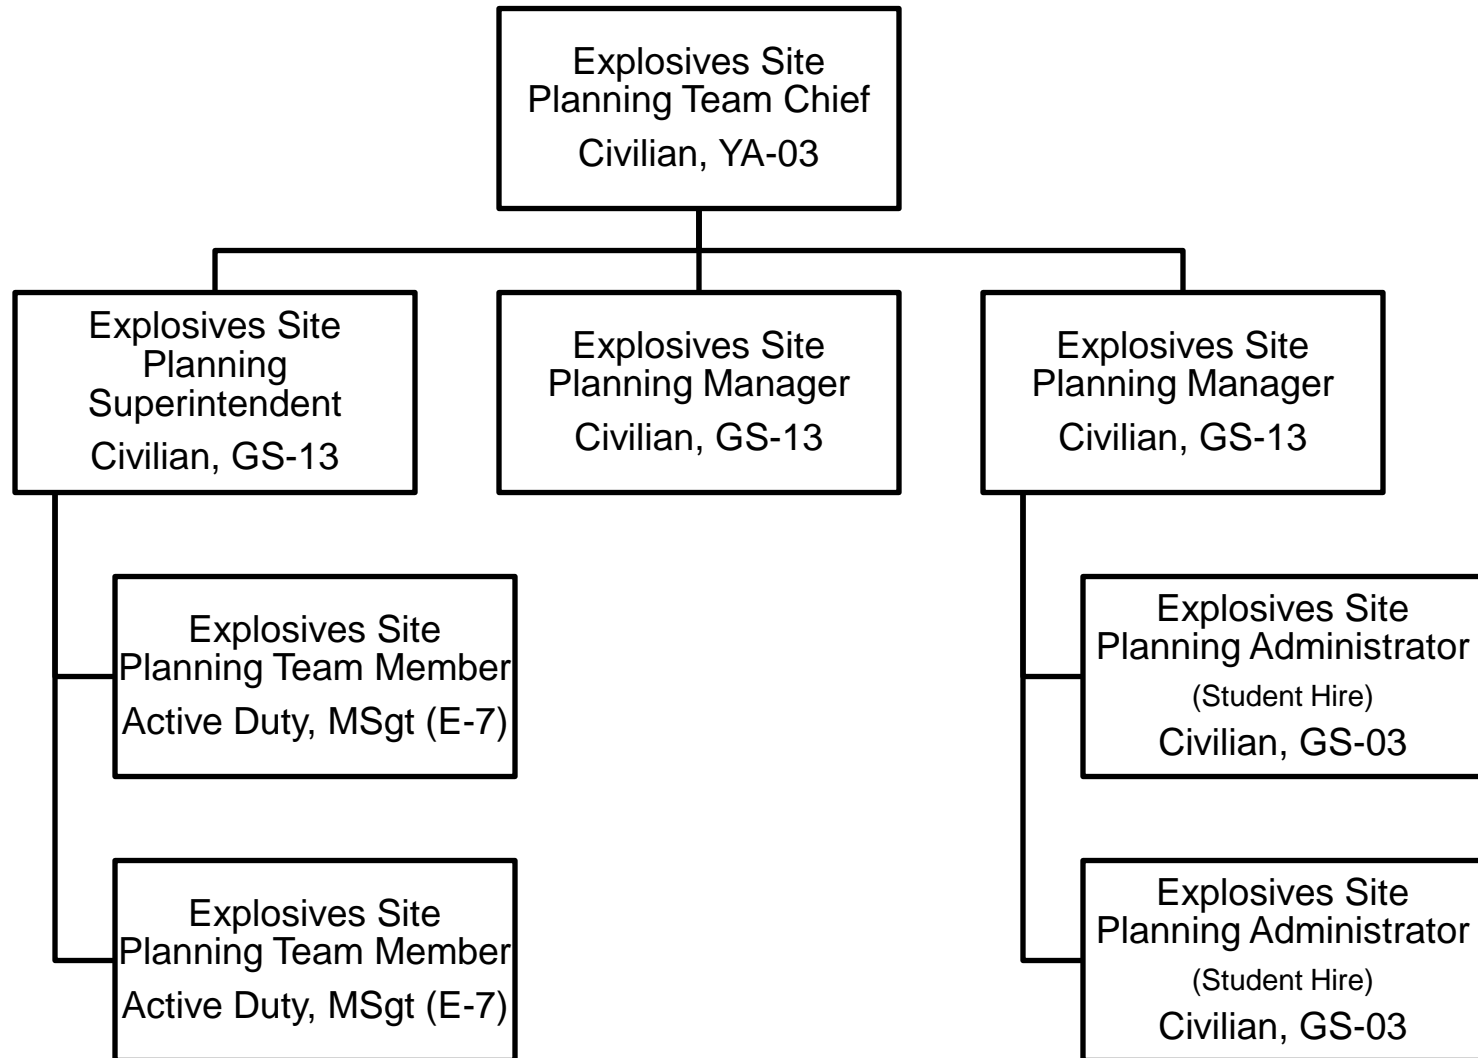 Explosives Site
Planning Team Chief
Civilian, YA-03
Explosives Site
Planning
Superintendent
Civilian, GS-13
Explosives Site
Planning Manager
Civilian, GS-13
Explosives Site
Planning Manager
Civilian, GS-13
Explosives Site
Planning Team Member
Active Duty, MSgt (E-7)
Explosives Site
Planning Administrator
(Student Hire)
Civilian, GS-03
Explosives Site
Planning Team Member
Active Duty, MSgt (E-7)
Explosives Site
Planning Administrator
(Student Hire)
Civilian, GS-03